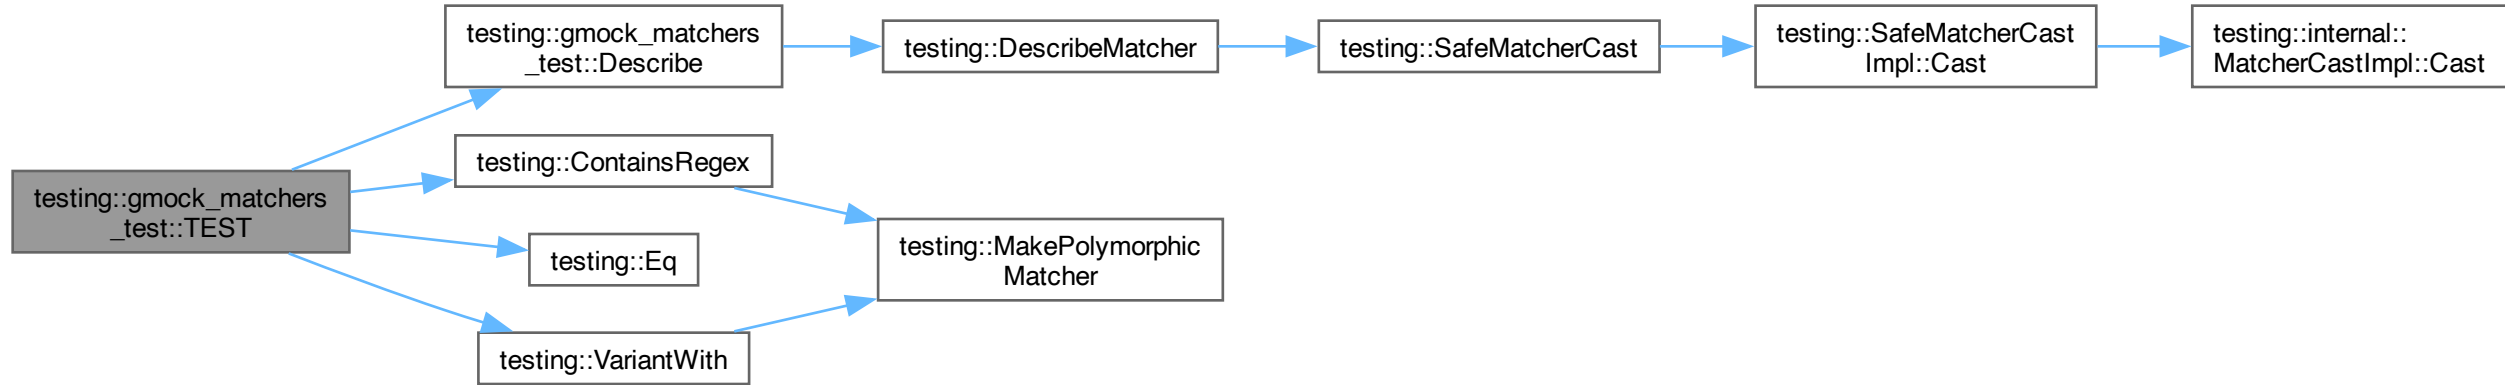 testing::gmock_matchers
_test::TEST
testing::gmock_matchers
_test::Describe
testing::DescribeMatcher
testing::SafeMatcherCast
testing::SafeMatcherCast
Impl::Cast
testing::internal::
MatcherCastImpl::Cast
testing::ContainsRegex
testing::MakePolymorphic
Matcher
testing::Eq
testing::VariantWith